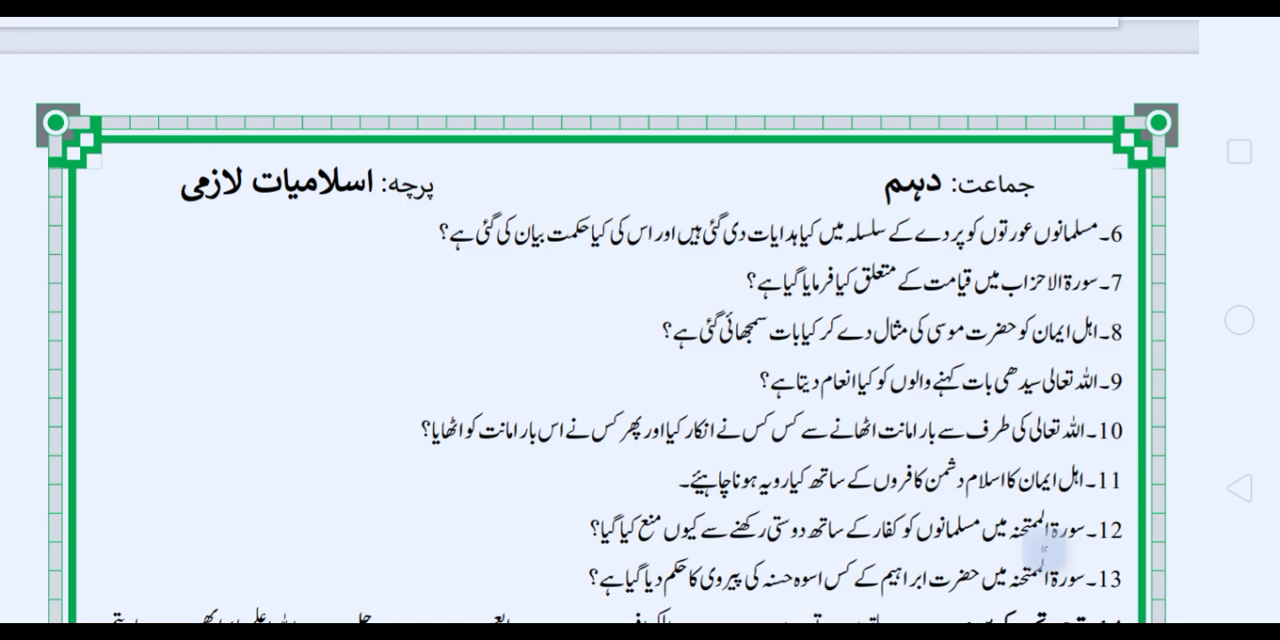 جماعت: دہم پرچہ: اسلامیات لازمی
6۔مسلمانوں عورتوں کو پردے کے سلسلہ میں کیا ہدایات دی گئی ہیں اور اس کی کیا حکمت بیان کی گئی ہے؟
7۔سورۃ الاحزاب میں قیامت کے متعلق کیا فرمایا گیا ہے؟
8۔اہل ایمان کو حضرت موسی کی مثال دے کر کیا بات سمجھائی گئی ہے؟
9۔اللہ تعالی سیدھی بات کہنے والوں کو کیا انعام دیتا ہے؟
10۔اللہ تعالی کی طرف سے بار امانت اٹھانے سے کس کس نے انکار کیا اور پھر کس نے اس بار امانت کو اٹھایا؟
11۔اہل ایمان کا اسلام دشمن کافروں کے ساتھ کیا رویہ ہونا چاہیئے۔
12۔سورۃ الممتحنہ میں مسلمانوں کو کفار کے ساتھ دوستی رکھنے سے کیوں منع کیا گیا؟
13۔سورۃ الممتحنہ میں حضرت ابراہیم کے کس اسوہ حسنہ کی پیروی کا حکم دیا گیا ہے؟